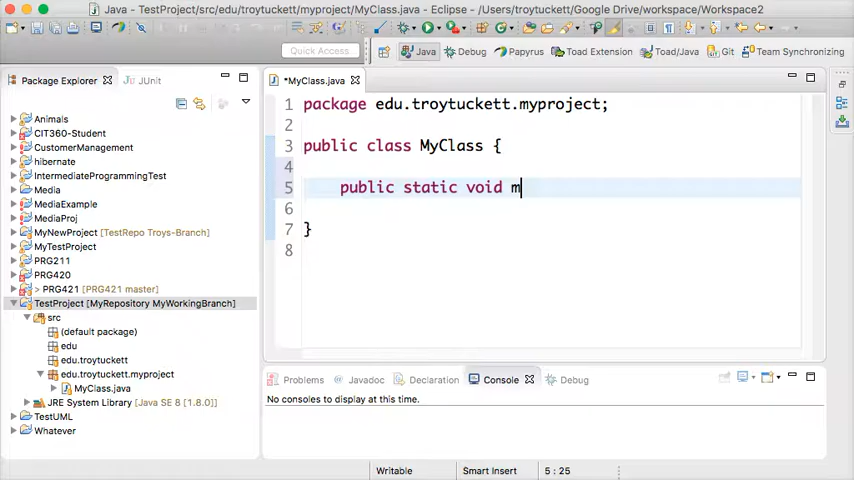 Java - TestProject/src/edu/troytuckett/myproject/MyClass.java - Eclipse - /Users/troytuckett/Google Drive/workspace/Workspace2
Quick Access
Java
Debug
Papyrus
Toad Extension
Toad/Java
Git
Team Synchronizing
Package Explorer
JUnit
*MyClass.java
Animals
CIT360-Student
CustomerManagement
hibernate
IntermediateProgrammingTest
Media
MediaExample
MediaProj
MyNewProject [TestRepo Troys-Branch]
MyTestProject
PRG211
PRG420
> PRG421 [PRG421 master]
TestProject [MyRepository MyWorkingBranch]
src
(default package)
edu
edu.troytuckett
edu.troytuckett.myproject
MyClass.java
JRE System Library [Java SE 8 [1.8.0]]
TestUML
Whatever
1 package edu.troytuckett.myproject;
2
3 public class MyClass {
4
5 public static void m
6
7 }
8
Problems
Javadoc
Declaration
Console
Debug
No consoles to display at this time.
Writable
Smart Insert
5 : 25